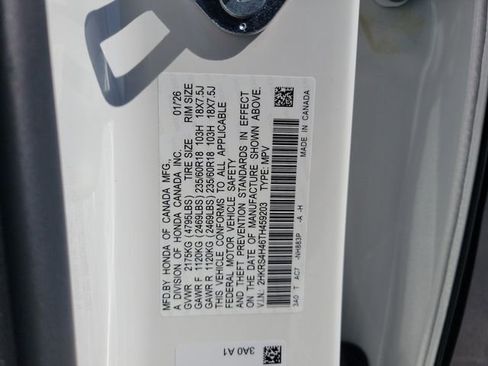 MFD.BY HONDA OF CANADA MFG., 01/26
A DIVISION OF HONDA CANADA INC.
GVWR 2175KG (4795LBS) TIRE SIZE RIM SIZE
GAWR F 1120KG (2469LBS) 235/60R18 103H 18X7.5J
GAWR R 1120KG (2469LBS) 235/60R18 103H 18X7.5J
THIS VEHICLE CONFORMS TO ALL APPLICABLE
FEDERAL MOTOR VEHICLE SAFETY
AND THEFT PREVENTION STANDARDS IN EFFECT
ON THE DATE OF MANUFACTURE SHOWN ABOVE.
V.I.N.: 2HKRS4H46TH459203 TYPE: MPV
3A0 T AC7 -NH883P -A -H
MADE IN CANADA
3A0 A1